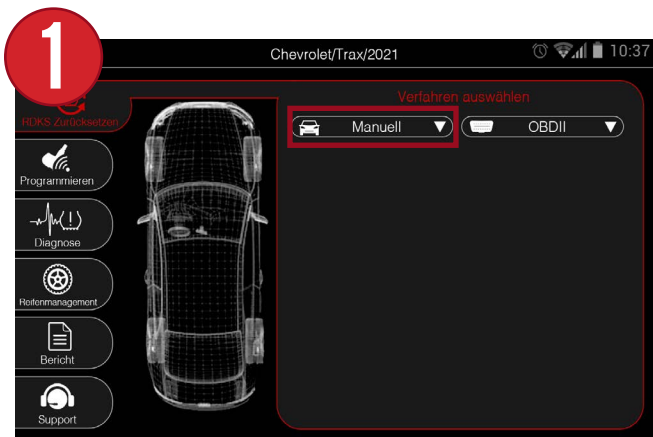 1
Chevrolet/Trax/2021
10:37
RDKS Zurücksetzen
Verfahren auswählen
Manuell
OBDII
Programmieren
Diagnose
Reifenmanagement
Bericht
Support